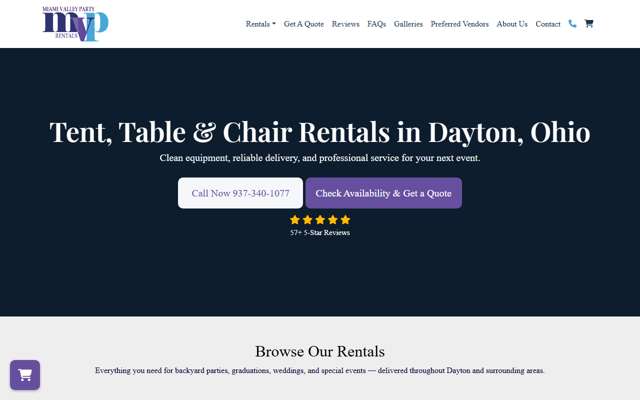 MIAMI VALLEY PARTY
mvp
RENTALS
Rentals
Get A Quote
Reviews
FAQs
Galleries
Preferred Vendors
About Us
Contact
Tent, Table & Chair Rentals in Dayton, Ohio
Clean equipment, reliable delivery, and professional service for your next event.
Call Now 937-340-1077
Check Availability & Get a Quote
57+ 5-Star Reviews
Browse Our Rentals
Everything you need for backyard parties, graduations, weddings, and special events — delivered throughout Dayton and surrounding areas.